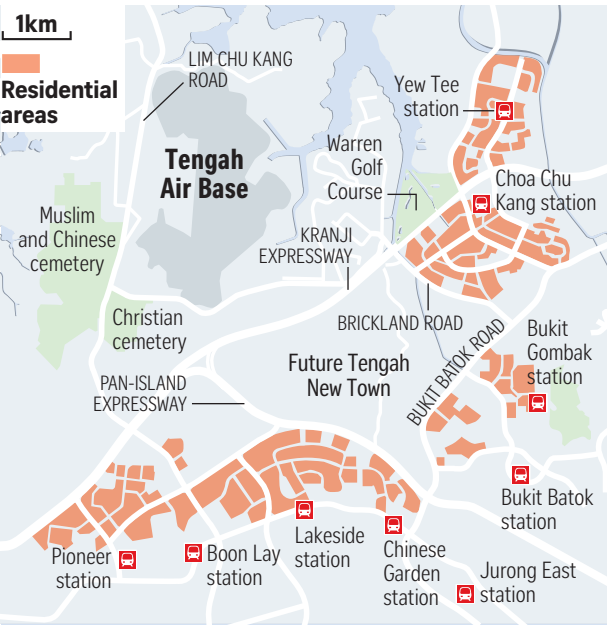 1km
Residential
areas
LIM CHU KANG
ROAD
Tengah
Air Base
Yew Tee
station
Warren
Golf
Course
Choa Chu
Kang station
Muslim
and Chinese
cemetery
KRANJI
EXPRESSWAY
Christian
cemetery
BRICKLAND ROAD
BUKIT BATOK ROAD
Bukit
Gombak
station
Future Tengah
New Town
PAN-ISLAND
EXPRESSWAY
Bukit Batok
station
Pioneer
station
Boon Lay
station
Lakeside
station
Chinese
Garden
station
Jurong East
station